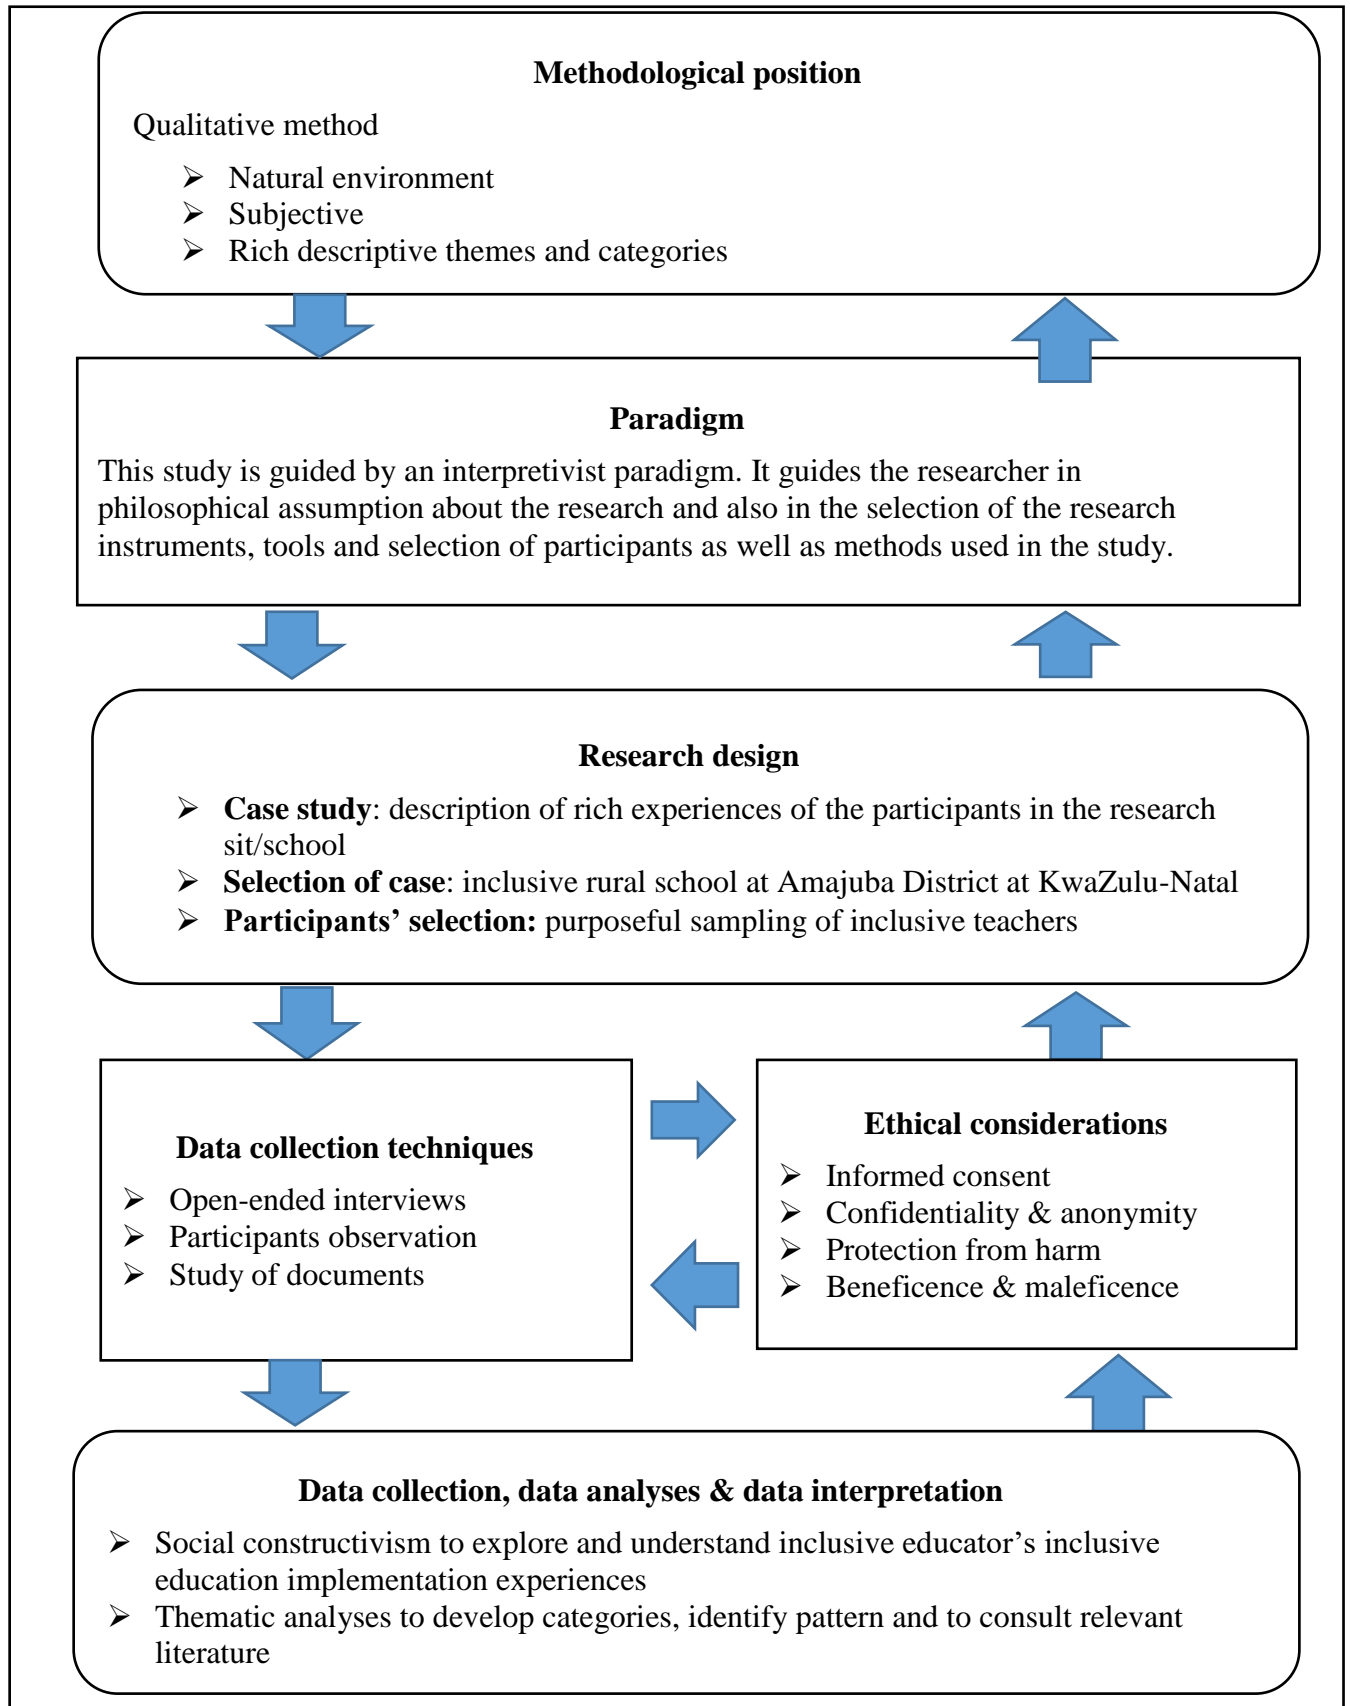 Methodological position
Qualitative method
➢ Natural environment
➢ Subjective
➢ Rich descriptive themes and categories
Paradigm
This study is guided by an interpretivist paradigm. It guides the researcher in
philosophical assumption about the research and also in the selection of the research
instruments, tools and selection of participants as well as methods used in the study.
Research design
➢ Case study: description of rich experiences of the participants in the research
sit/school
➢ Selection of case: inclusive rural school at Amajuba District at KwaZulu-Natal
➢ Participants’ selection: purposeful sampling of inclusive teachers
Data collection techniques
➢ Open-ended interviews
➢ Participants observation
➢ Study of documents
Ethical considerations
➢ Informed consent
➢ Confidentiality & anonymity
➢ Protection from harm
➢ Beneficence & maleficence
Data collection, data analyses & data interpretation
➢ Social constructivism to explore and understand inclusive educator’s inclusive
education implementation experiences
➢ Thematic analyses to develop categories, identify pattern and to consult relevant
literature